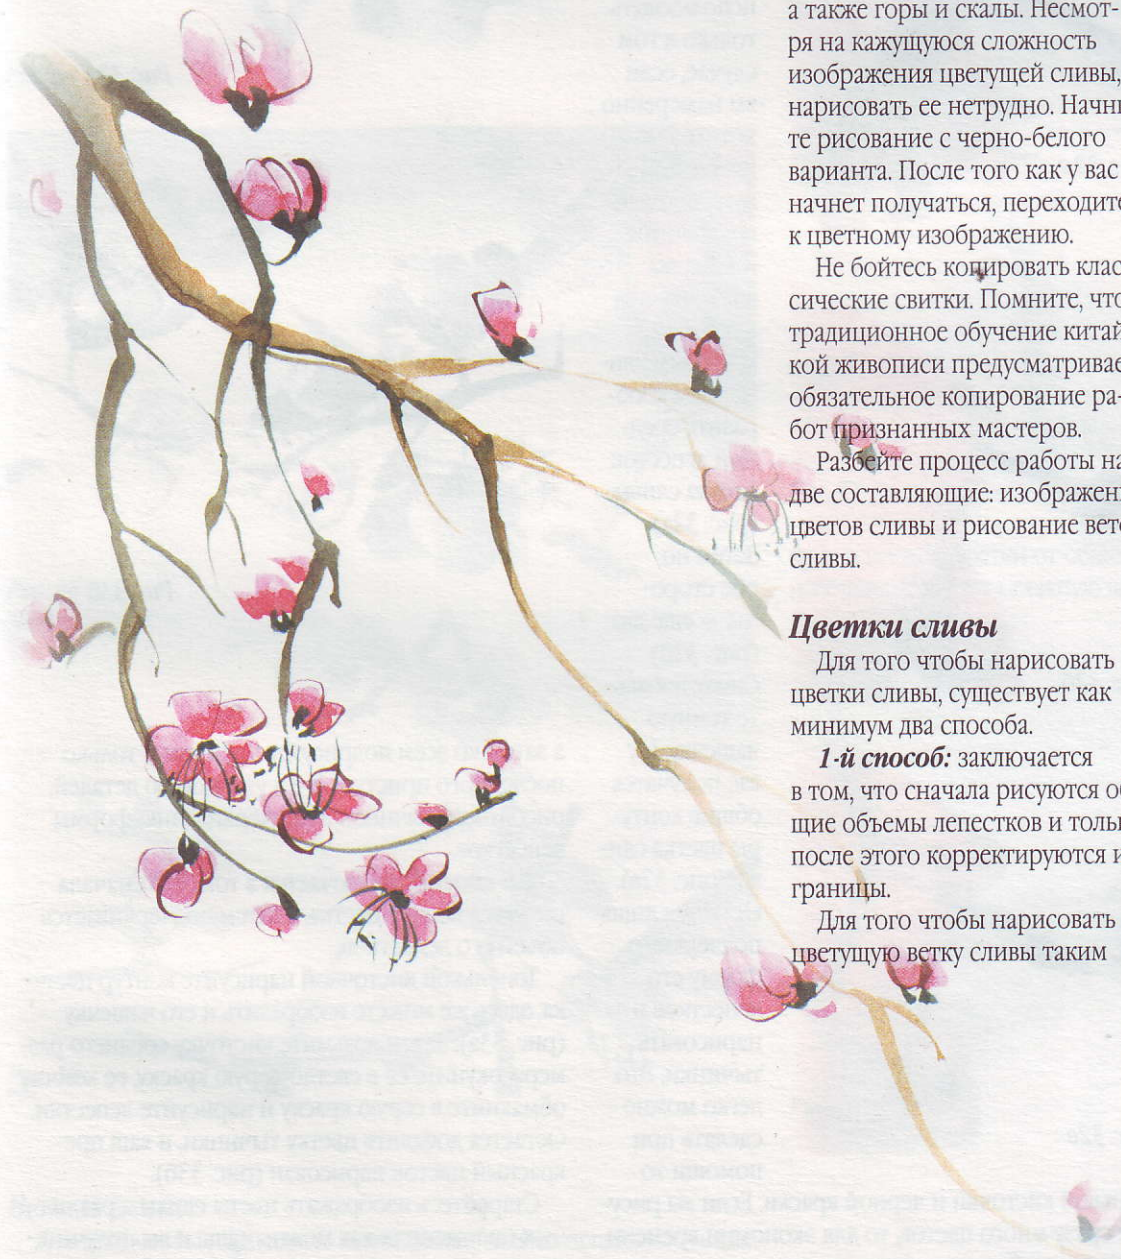 а также горы и скалы. Несмот-
ря на кажущуюся сложность
изображения цветущей сливы,
нарисовать ее нетрудно. Начни
те рисование с черно-белого
варианта. После того как у вас
начнет получаться, переходите
к цветному изображению.
Не бойтесь копировать клас
сические свитки. Помните, что
традиционное обучение китай
кой живописи предусматривае
обязательное копирование ра-
бот признанных мастеров.
Разбейте процесс работы на
две составляющие: изображени
цветов сливы и рисование вето
сливы.
Цветки сливы
Для того чтобы нарисовать
цветки сливы, существует как
минимум два способа.
1-й способ: заключается
в том, что сначала рисуются об
щие объемы лепестков и тольк
после этого корректируются и
границы.
Для того чтобы нарисовать
цветущую ветку сливы таким